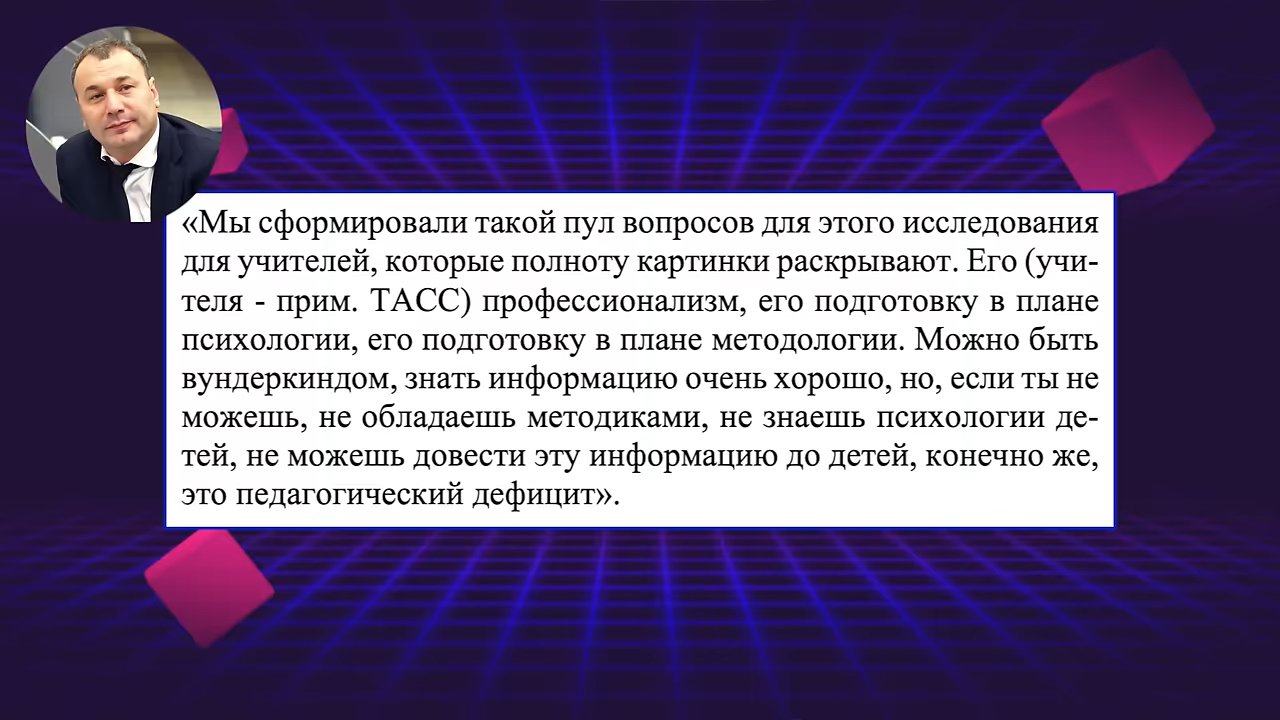 «Мы сформировали такой пул вопросов для этого исследования
для учителей, которые полноту картинки раскрывают. Его (учи-
теля - прим. ТАСС) профессионализм, его подготовку в плане
психологии, его подготовку в плане методологии. Можно быть
вундеркиндом, знать информацию очень хорошо, но, если ты не
можешь, не обладаешь методиками, не знаешь психологии де-
тей, не можешь довести эту информацию до детей, конечно же,
это педагогический дефицит».